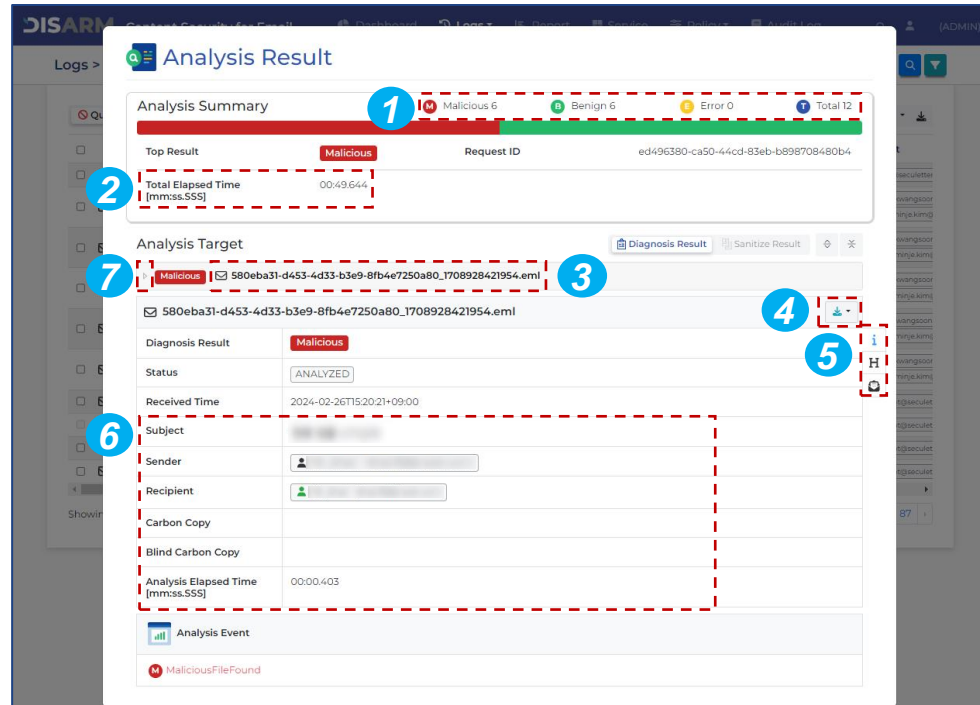 DISARM Content Security for Email Dashboard Logs Report Service Policy Audit Log (ADMIN)
Logs >
Analysis Result
Analysis Summary 1 M Malicious 6 B Benign 6 E Error 0 T Total 12
Top Result Malicious Request ID ed496380-ca50-44cd-83eb-b898708480b4
2 Total Elapsed Time 00:49.644
[mm:ss.SSS]
Analysis Target Diagnosis Result Sanitize Result
7 Malicious 580eba31-d453-4d33-b3e9-8fb4e7250a80_1708928421954.eml 3
580eba31-d453-4d33-b3e9-8fb4e7250a80_1708928421954.eml 4
Diagnosis Result Malicious 5 i
Status ANALYZED H
Received Time 2024-02-26T15:20:21+09:00
6 Subject
Sender
Recipient
Carbon Copy
Blind Carbon Copy
Analysis Elapsed Time 00:00.403
[mm:ss.SSS]
Analysis Event
M MaliciousFileFound
87